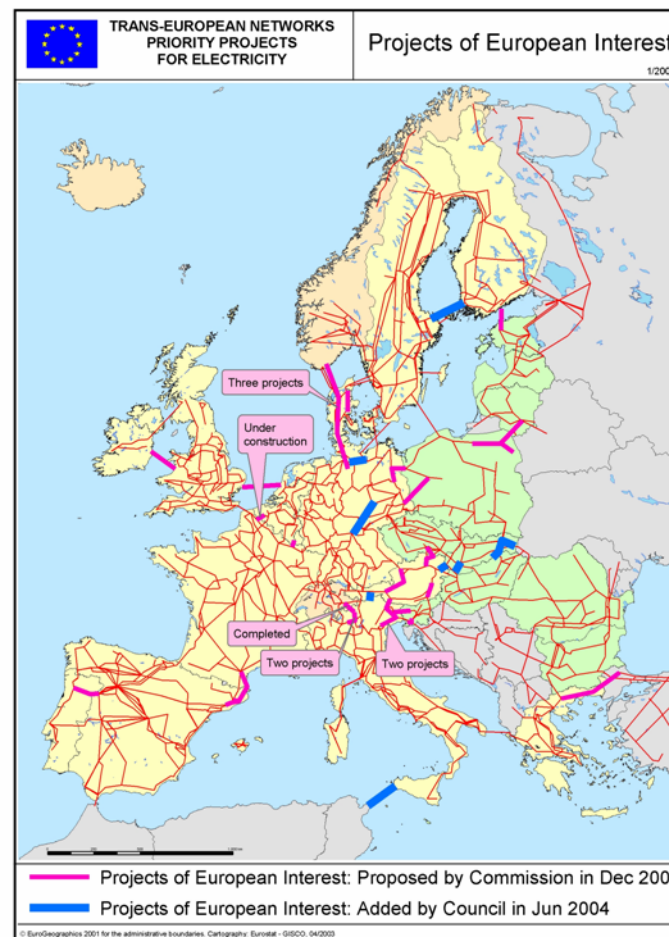 TRANS-EUROPEAN NETWORKS
PRIORITY PROJECTS
FOR ELECTRICITY
Projects of European Interest
1/200
Three projects
Under
construction
Completed
Two projects
Two projects
Projects of European Interest: Proposed by Commission in Dec 200
Projects of European Interest: Added by Council in Jun 2004
© EuroGeographics 2001 for the administrative boundaries. Cartography: Eurostat - GISCO, 04/2003